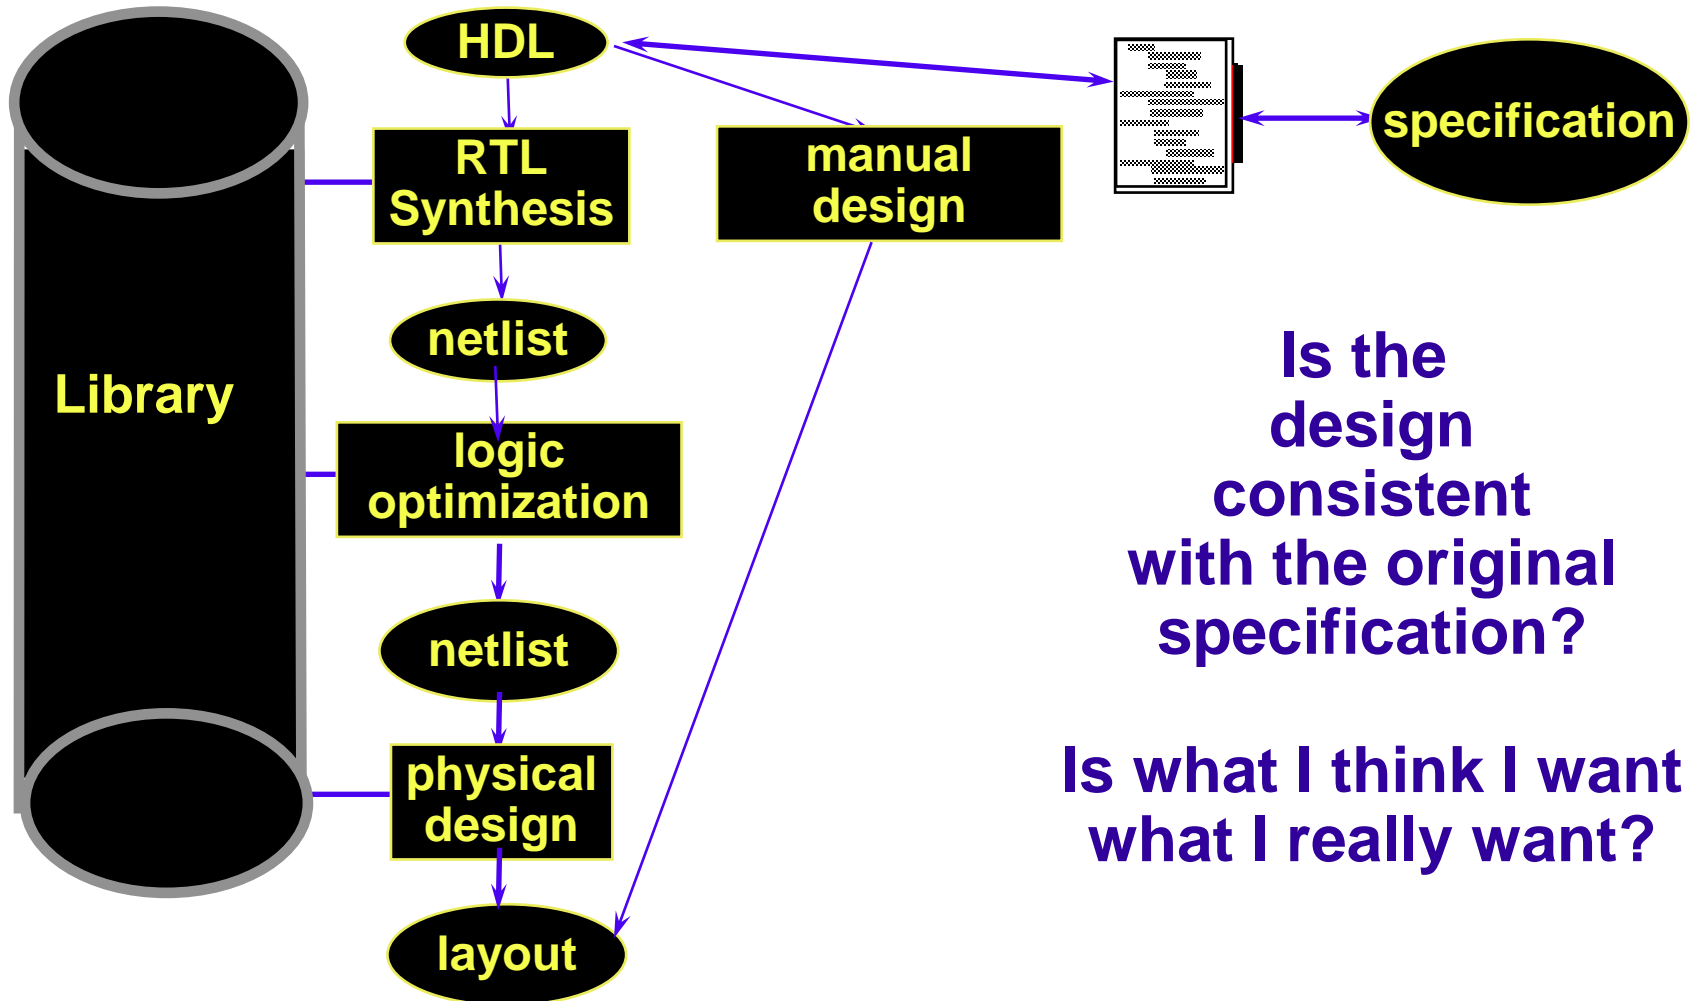 HDL
specification
RTL
Synthesis
manual
design
netlist
Library
logic
optimization
netlist
physical
design
layout
Is the
design
consistent
with the original
specification?
Is what I think I want
what I really want?